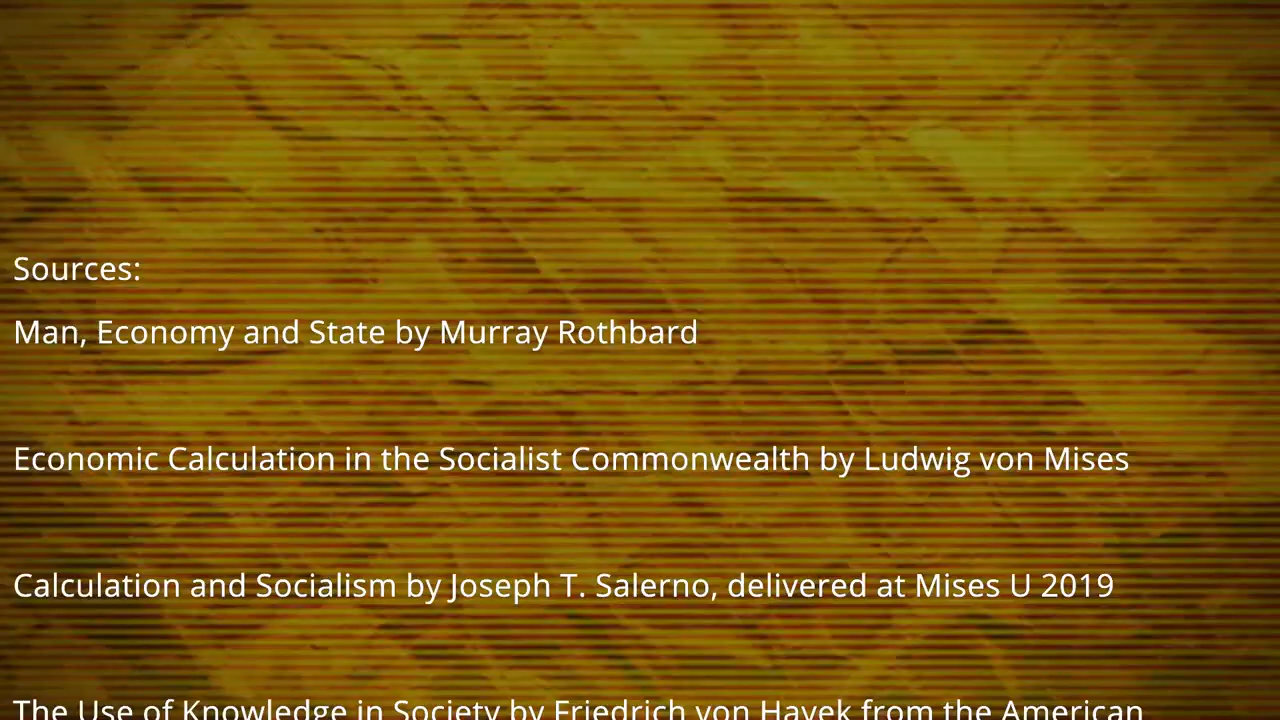 Sources:
Man, Economy and State by Murray Rothbard
Economic Calculation in the Socialist Commonwealth by Ludwig von Mises
Calculation and Socialism by Joseph T. Salerno, delivered at Mises U 2019
The Use of Knowledge in Society by Friedrich von Hayek from the American